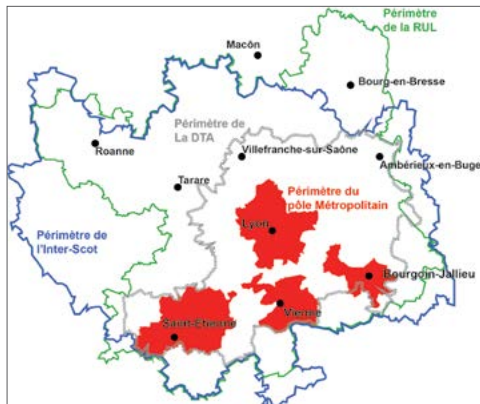 Périmètre
de la RUL
Macôn
Bourg-en-Bresse
Périmètre de
La DTA
Roanne
Villefranche-sur-Saône
Ambérieux-en-Buge
Tarare
Périmètre du
pôle Métropolitain
Périmètre de
l'Inter-Scot
Lyon
Bourgoin-Jallieu
Vienne
Saint-Etienne